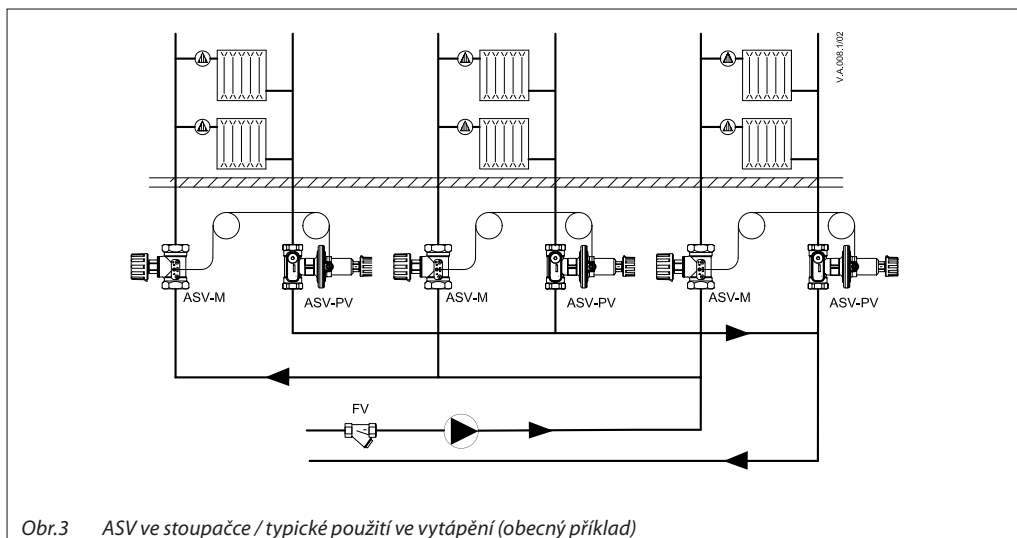 V.A.008.1/02
ASV-M
ASV-PV
ASV-M
ASV-PV
ASV-M
ASV-PV
FV
Obr.3 ASV ve stoupačce / typické použití ve vytápění (obecný příklad)